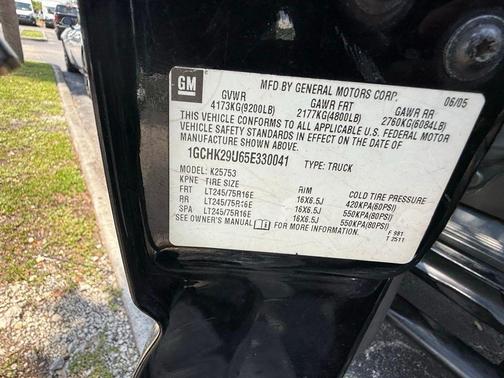 GM
MFD BY GENERAL MOTORS CORP. 06/05
GVWR GAWR FRT GAWR RR
4173KG(9200LB) 2177KG(4800LB) 2760KG(6084LB)
THIS VEHICLE CONFORMS TO ALL APPLICABLE U.S. FEDERAL MOTOR
VEHICLE SAFETY STANDARDS IN EFFECT ON THE DATE OF
MANUFACTURE SHOWN ABOVE.
1GCHK29U65E330041 TYPE: TRUCK
MODEL: K25753
KPNE TIRE SIZE RIM COLD TIRE PRESSURE
FRT LT245/75R16E 16X6.5J 420KPA(60PSI)
RR LT245/75R16E 16X6.5J 550KPA(80PSI)
SPA LT245/75R16E 16X6.5J 550KPA(80PSI)
SEE OWNER'S MANUAL FOR MORE INFORMATION. F 981
T 2511